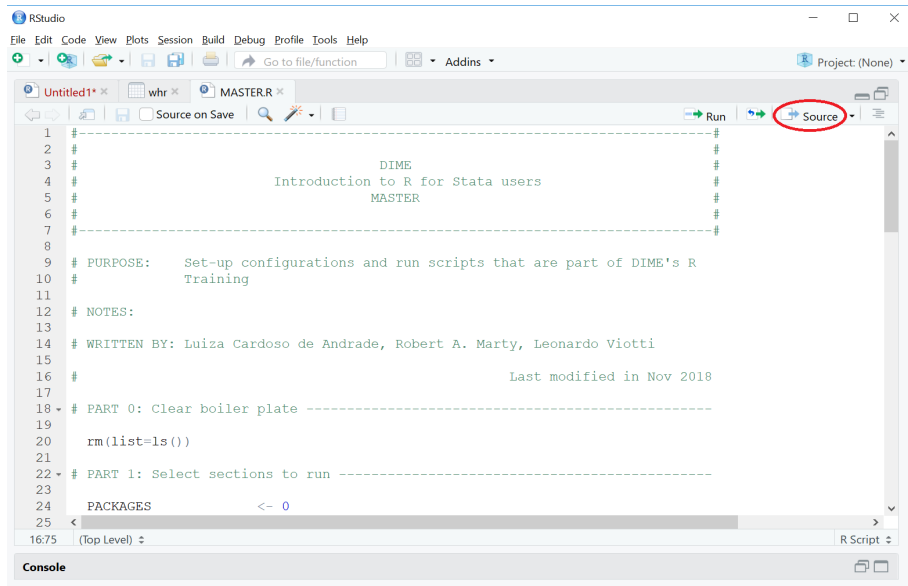 RStudio
File Edit Code View Plots Session Build Debug Profile Tools Help
Go to file/function Addins Project: (None)
Untitled1* whr MASTER.R
Source on Save Run Source
1 #------------------------------------------------------------------------------#
2 # #
3 # DIME #
4 # Introduction to R for Stata users #
5 # MASTER #
6 # #
7 #------------------------------------------------------------------------------#
8
9 # PURPOSE: Set-up configurations and run scripts that are part of DIME's R
10 # Training
11
12 # NOTES:
13
14 # WRITTEN BY: Luiza Cardoso de Andrade, Robert A. Marty, Leonardo Viotti
15
16 # Last modified in Nov 2018
17
18 # PART 0: Clear boiler plate --------------------------------------------------
19
20 rm(list=ls())
21
22 # PART 1: Select sections to run ----------------------------------------------
23
24 PACKAGES <- 0
25
16:75 (Top Level) R Script
Console